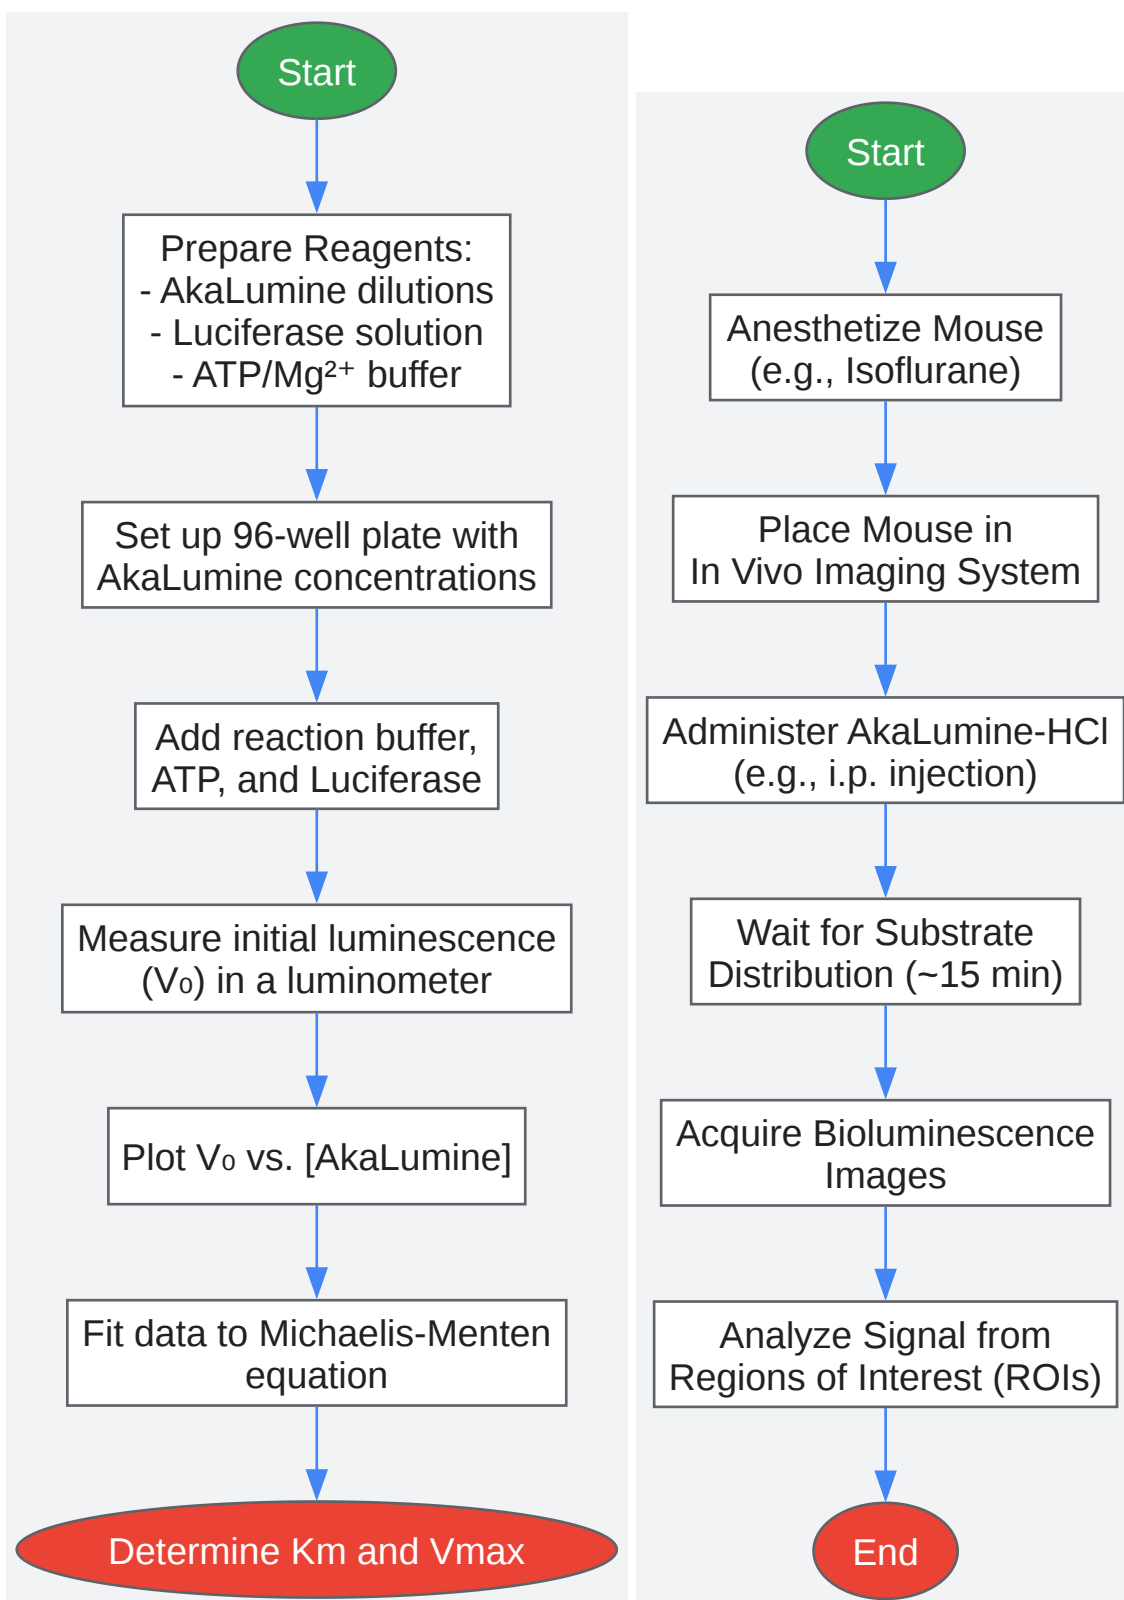 Start
Prepare Reagents:
- AkaLumine dilutions
- Luciferase solution
- ATP/Mg²⁺ buffer
Set up 96-well plate with
AkaLumine concentrations
Add reaction buffer,
ATP, and Luciferase
Measure initial luminescence
(V₀) in a luminometer
Plot V₀ vs. [AkaLumine]
Fit data to Michaelis-Menten
equation
Determine Km and Vmax
Start
Anesthetize Mouse
(e.g., Isoflurane)
Place Mouse in
In Vivo Imaging System
Administer AkaLumine-HCl
(e.g., i.p. injection)
Wait for Substrate
Distribution (~15 min)
Acquire Bioluminescence
Images
Analyze Signal from
Regions of Interest (ROIs)
End